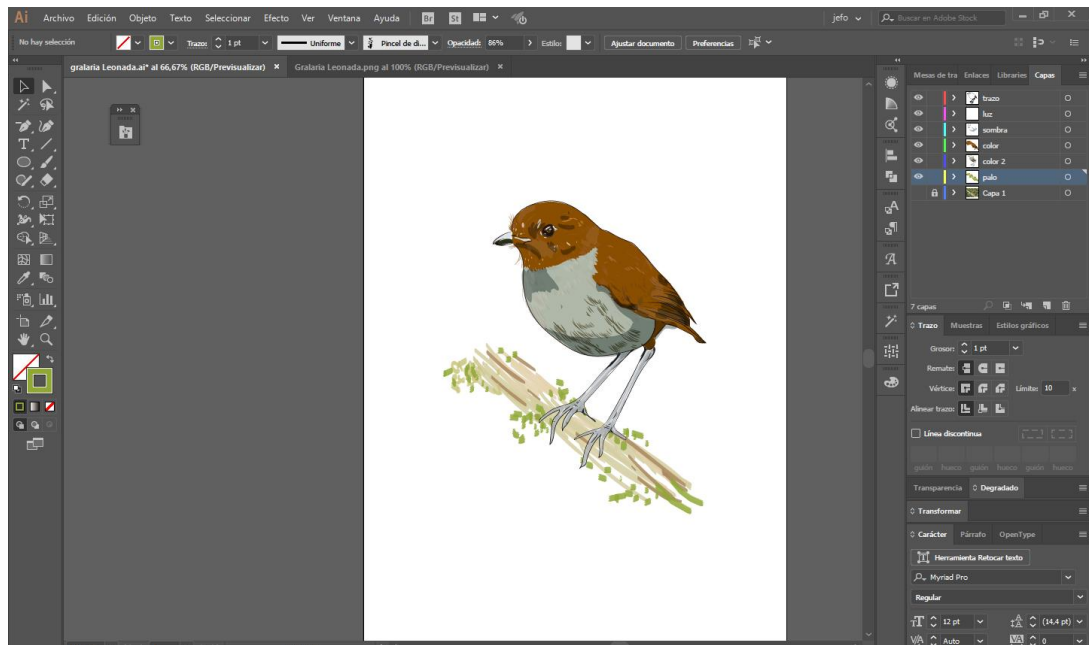 Ai Archivo Edición Objeto Texto Seleccionar Efecto Ver Ventana Ayuda Br St jefo Buscar en Adobe Stock
No hay selección Trazo: 1 pt Uniforme Pincel de di... Opacidad: 86% Estilo: Ajustar documento Preferencias
gralaria Leonada.ai* al 66,67% (RGB/Previsualizar) × Gralaria Leonada.png al 100% (RGB/Previsualizar) ×
Mesas de tra Enlaces Libraries Capas
trazo
luz
sombra
color
color 2
palo
Capa 1
7 capas
Trazo Muestras Estilos gráficos
Grosor: 1 pt
Remate:
Vértice: Límite: 10 x
Alinear trazo:
Línea discontinua
guión hueco guión hueco guión hueco
Transparencia Degradado
Transformar
Carácter Párrafo OpenType
Herramienta Retocar texto
Myriad Pro
Regular
12 pt (14,4 pt)
Auto 0